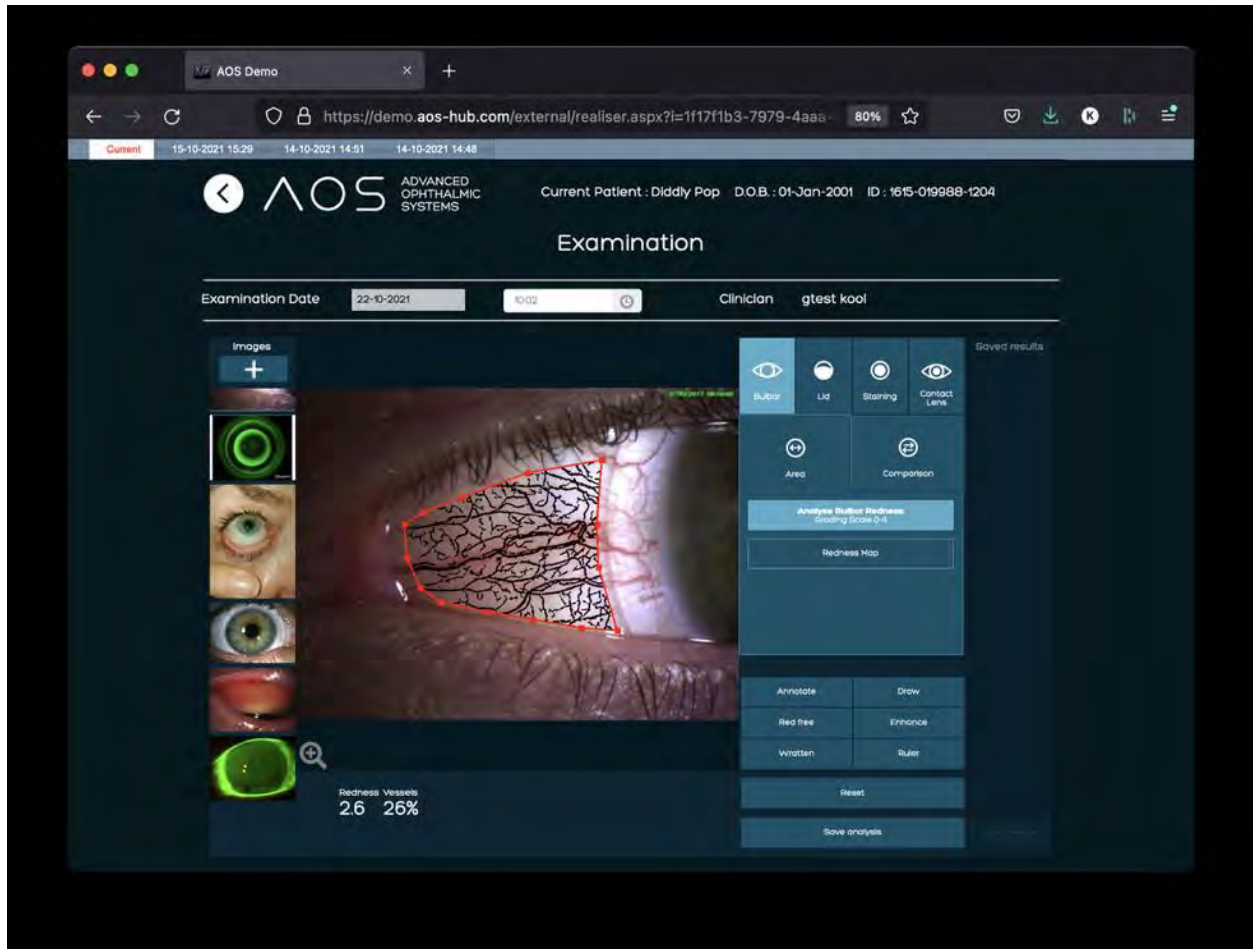 AOS Demo
https://demo.aos-hub.com/external/realiser.aspx?i=1f17f1b3-7979-4aaa- 80%
K
Current 15-10-2021 15:29 14-10-2021 14:51 14-10-2021 14:48
AOS ADVANCED
OPHTHALMIC
SYSTEMS
Current Patient : Diddly Pop D.O.B. : 01-Jan-2001 ID : 1615-019988-1204
Examination
Examination Date 22-10-2021 10:02 Clinician gtest kool
Images
Saved results
Bulbar Lid Staining Contact
Lens
Area Comparison
Analyse Bulbar Redness
Grading Scale 0-4
Redness Map
Annotate Draw
Red free Enhance
Wratten Ruler
Reset
Save analysis
Redness Vessels
2.6 26%